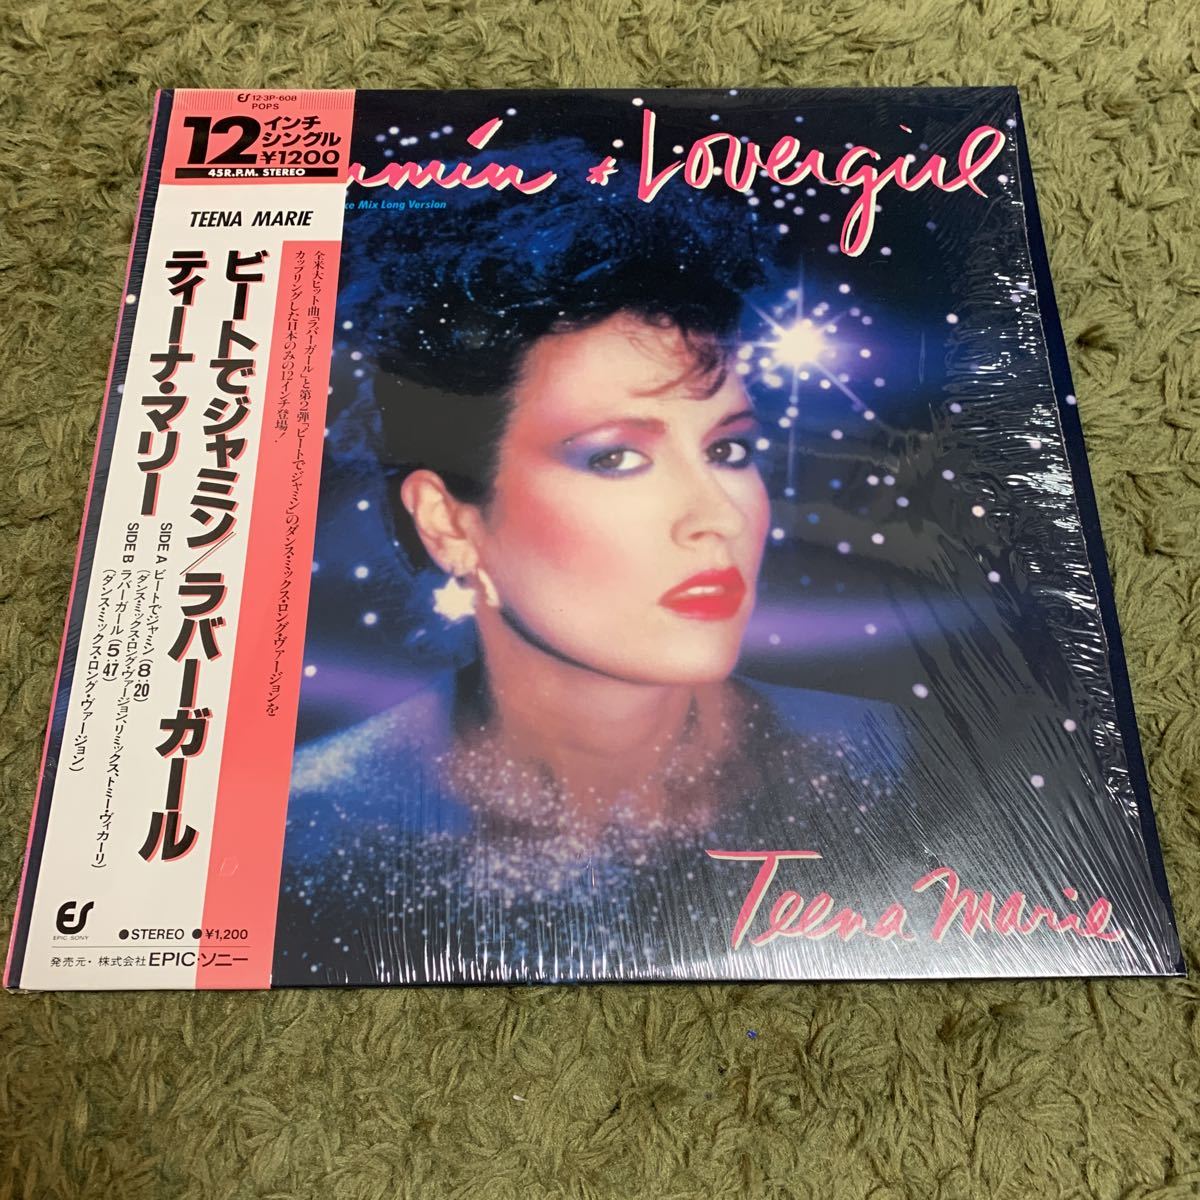 ES 12・3P-608
POPS
12インチ
シングル
¥1200
45R.P.M. STEREO
TEENA MARIE
ビートでジャミン/ラバーガール
ティーナ・マリー
全米大ヒット曲「ラバーガール」と第2弾「ビートでジャミン」のダンス・ミックス・ロング・ヴァージョンを
カップリングした日本のみの12インチ登場!
SIDE A ビートでジャミン(8:20)
(ダンス・ミックス・ロング・ヴァージョン、リミックス、トミー・ヴィカーリ)
SIDE B ラバーガール(5:47)
(ダンス・ミックス・ロング・ヴァージョン)
ES
EPIC SONY
●STEREO ●¥1,200
発売元・株式会社EPIC・ソニー
* Lovergirl
Mix Long Version
Teena Marie